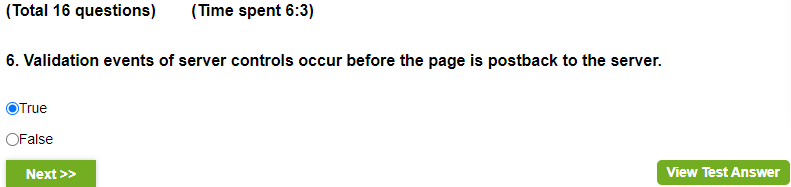 (Total 16 questions) (Time spent 6:3)
6. Validation events of server controls occur before the page is postback to the server.
True
False
Next >>
View Test Answer